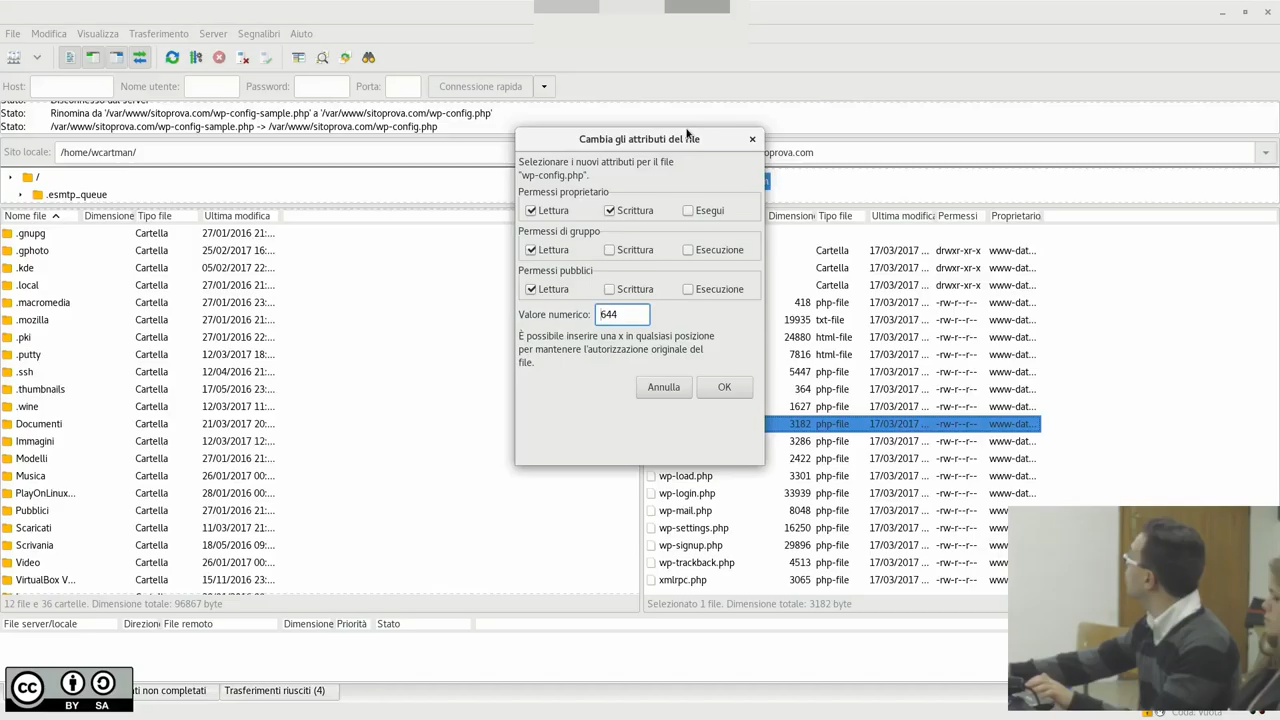 File Modifica Visualizza Trasferimento Server Segnalibri Aiuto
Host: Nome utente: Password: Porta: Connessione rapida
Stato: Disconnesso dal server
Stato: Rinomina da '/var/www/sitoprova.com/wp-config-sample.php' a '/var/www/sitoprova.com/wp-config.php'
Stato: /var/www/sitoprova.com/wp-config-sample.php -> /var/www/sitoprova.com/wp-config.php
Sito locale: /home/wcartman/
oprova.com
/
.esmtp_queue
Nome file Dimensione Tipo file Ultima modifica
.gnupg Cartella 27/01/2016 21:...
.gphoto Cartella 25/02/2017 16:...
.kde Cartella 05/02/2017 22:...
.local Cartella 27/01/2016 21:...
.macromedia Cartella 27/01/2016 23:...
.mozilla Cartella 27/01/2016 21:...
.pki Cartella 27/01/2016 22:...
.putty Cartella 12/03/2017 18:...
.ssh Cartella 12/04/2016 21:...
.thumbnails Cartella 17/05/2016 23:...
.wine Cartella 12/03/2017 11:...
Documenti Cartella 21/03/2017 20:...
Immagini Cartella 12/03/2017 12:...
Modelli Cartella 27/01/2016 21:...
Musica Cartella 26/01/2017 00:...
PlayOnLinux... Cartella 28/01/2016 00:...
Pubblici Cartella 27/01/2016 21:...
Scaricati Cartella 11/03/2017 21:...
Scrivania Cartella 18/05/2016 09:...
Video Cartella 26/01/2017 00:...
VirtualBox V... Cartella 15/11/2016 23:...
12 file e 36 cartelle. Dimensione totale: 96867 byte
Cambia gli attributi del file
Selezionare i nuovi attributi per il file
"wp-config.php".
Permessi proprietario
Lettura Scrittura Esegui
Permessi di gruppo
Lettura Scrittura Esecuzione
Permessi pubblici
Lettura Scrittura Esecuzione
Valore numerico: 644
È possibile inserire una x in qualsiasi posizione
per mantenere l'autorizzazione originale del
file.
Annulla OK
Dimensione Tipo file Ultima modific Permessi Proprietario
Cartella 17/03/2017 ... drwxr-xr-x www-dat...
Cartella 17/03/2017 ... drwxr-xr-x www-dat...
Cartella 17/03/2017 ... drwxr-xr-x www-dat...
418 php-file 17/03/2017 ... -rw-r--r-- www-dat...
19935 txt-file 17/03/2017 ... -rw-r--r-- www-dat...
24880 html-file 17/03/2017 ... -rw-r--r-- www-dat...
7816 html-file 17/03/2017 ... -rw-r--r-- www-dat...
5447 php-file 17/03/2017 ... -rw-r--r-- www-dat...
364 php-file 17/03/2017 ... -rw-r--r-- www-dat...
1627 php-file 17/03/2017 ... -rw-r--r-- www-dat...
3182 php-file 17/03/2017 ... -rw-r--r-- www-dat...
3286 php-file 17/03/2017 ... -rw-r--r-- www-dat...
2422 php-file 17/03/2017 ... -rw-r--r-- www-dat...
wp-load.php 3301 php-file 17/03/2017 ... -rw-r--r-- www-dat...
wp-login.php 33939 php-file 17/03/2017 ... -rw-r--r-- www-dat...
wp-mail.php 8048 php-file 17/03/2017 ... -rw-r--r-- www-dat...
wp-settings.php 16250 php-file 17/03/2017 ...
wp-signup.php 29896 php-file 17/03/2017 ...
wp-trackback.php 4513 php-file 17/03/2017 ...
xmlrpc.php 3065 php-file 17/03/2017 ...
Selezionato 1 file. Dimensione totale: 3182 byte
File server/locale Direzion File remoto Dimensione Priorità Stato
ti non completati Trasferimenti riusciti (4)
Coda: vuota
cc BY SA